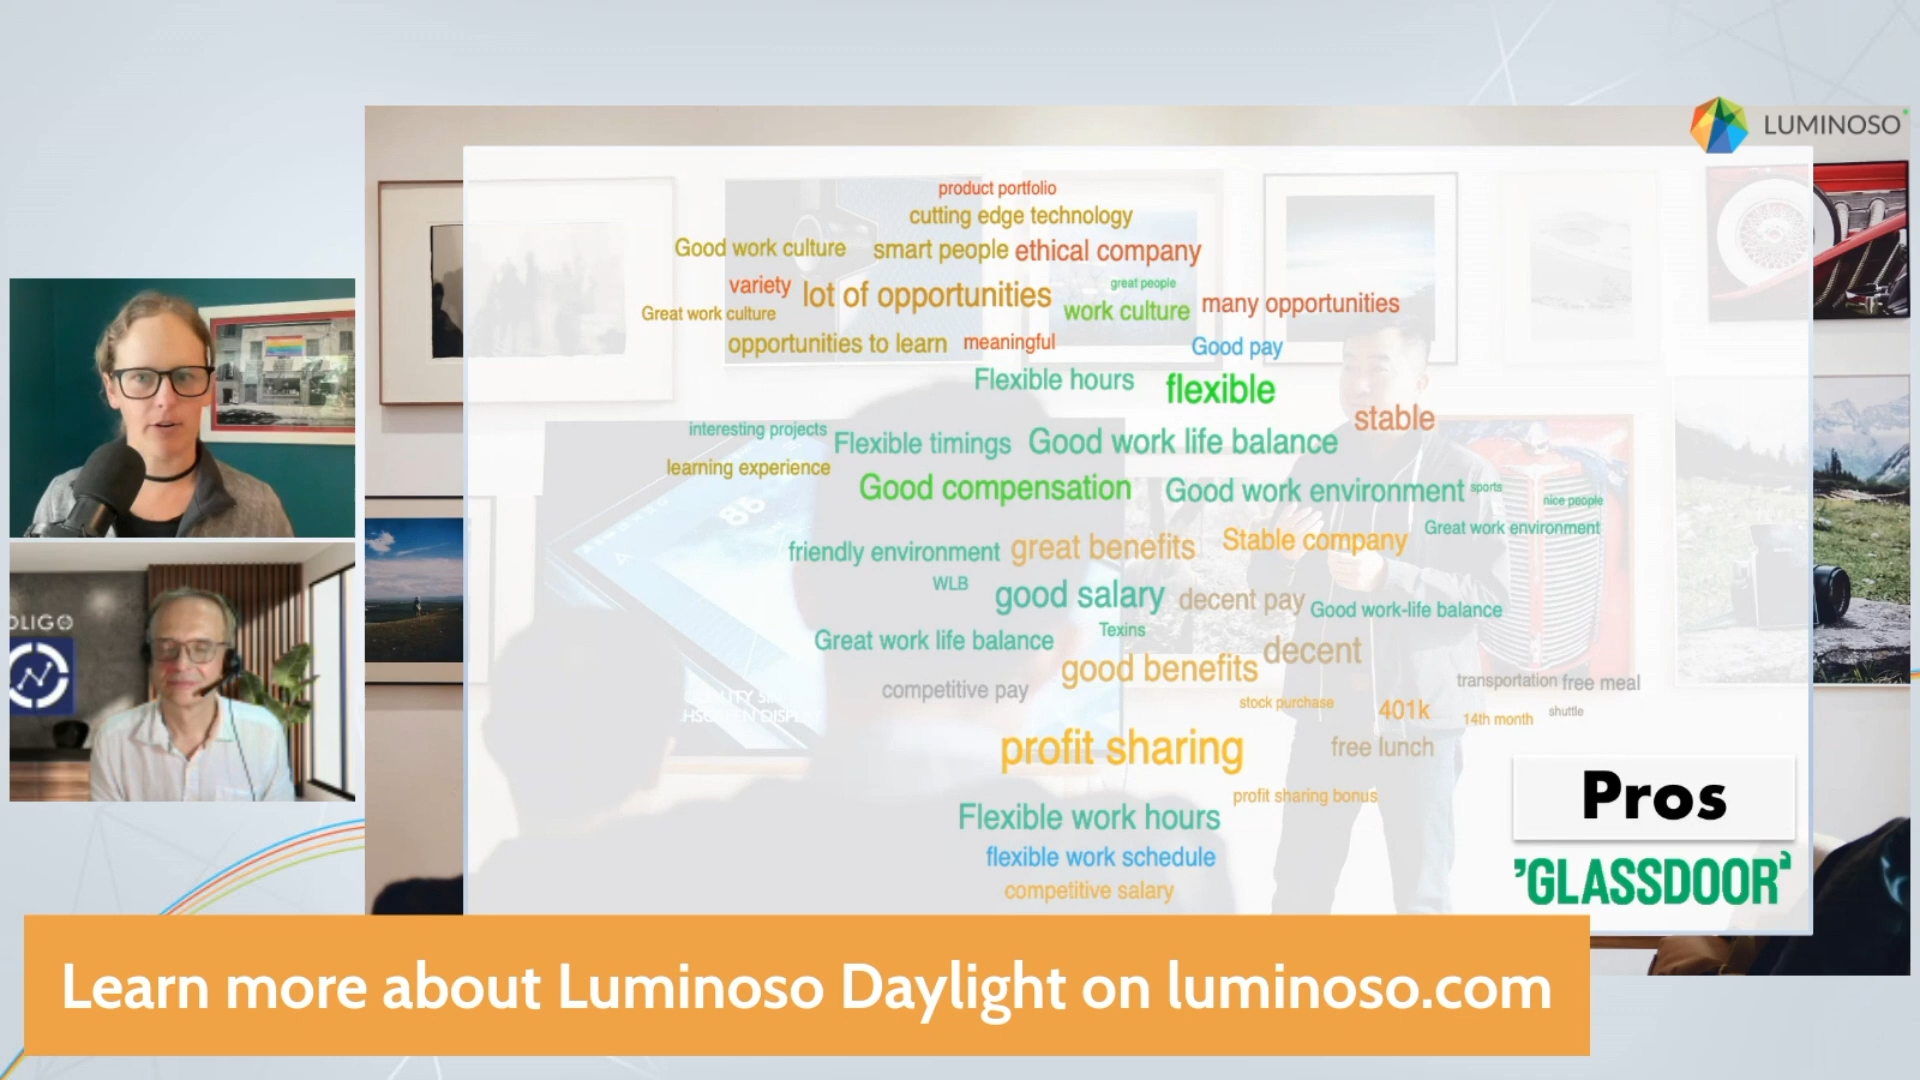 LUMINOSO
product portfolio
cutting edge technology
Good work culture smart people ethical company
variety lot of opportunities great people
Great work culture work culture many opportunities
opportunities to learn meaningful Good pay
Flexible hours flexible
stable
interesting projects Flexible timings Good work life balance
learning experience
Good compensation Good work environment sports nice people
friendly environment great benefits Stable company Great work environment
WLB good salary decent pay Good work-life balance
Great work life balance Texins
good benefits decent
competitive pay transportation free meal
stock purchase 401k 14th month shuttle
profit sharing free lunch
profit sharing bonus
Flexible work hours
flexible work schedule
competitive salary
Pros
GLASSDOOR
OLIGO
86
Learn more about Luminoso Daylight on luminoso.com